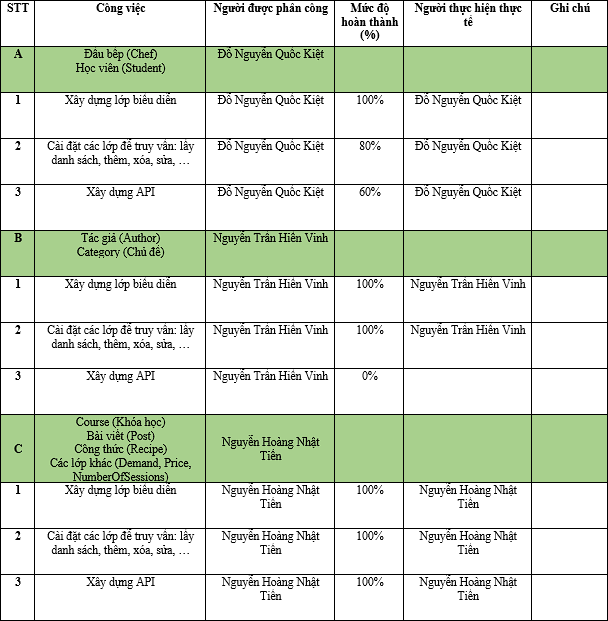 STT Công việc Người được phân công Mức độ hoàn thành (%) Người thực hiện thực tế Ghi chú
A Đầu bếp (Chef) Đỗ Nguyễn Quốc Kiệt
Học viên (Student)
1 Xây dựng lớp biểu diễn Đỗ Nguyễn Quốc Kiệt 100% Đỗ Nguyễn Quốc Kiệt
2 Cài đặt các lớp để truy vấn: lấy Đỗ Nguyễn Quốc Kiệt 80% Đỗ Nguyễn Quốc Kiệt
danh sách, thêm, xóa, sửa, …
3 Xây dựng API Đỗ Nguyễn Quốc Kiệt 60% Đỗ Nguyễn Quốc Kiệt
B Tác giả (Author) Nguyễn Trần Hiển Vinh
Category (Chủ đề)
1 Xây dựng lớp biểu diễn Nguyễn Trần Hiển Vinh 100% Nguyễn Trần Hiển Vinh
2 Cài đặt các lớp để truy vấn: lấy Nguyễn Trần Hiển Vinh 100% Nguyễn Trần Hiển Vinh
danh sách, thêm, xóa, sửa, …
3 Xây dựng API Nguyễn Trần Hiển Vinh 0%
Course (Khóa học)
Bài viết (Post)
Công thức (Recipe)
C Các lớp khác (Demand, Price, Nguyễn Hoàng Nhật Tiến
NumberOfSessions)
1 Xây dựng lớp biểu diễn Nguyễn Hoàng Nhật 100% Nguyễn Hoàng Nhật
Tiến Tiến
2 Cài đặt các lớp để truy vấn: lấy Nguyễn Hoàng Nhật 100% Nguyễn Hoàng Nhật
danh sách, thêm, xóa, sửa, … Tiến Tiến
3 Xây dựng API Nguyễn Hoàng Nhật 100% Nguyễn Hoàng Nhật
Tiến Tiến